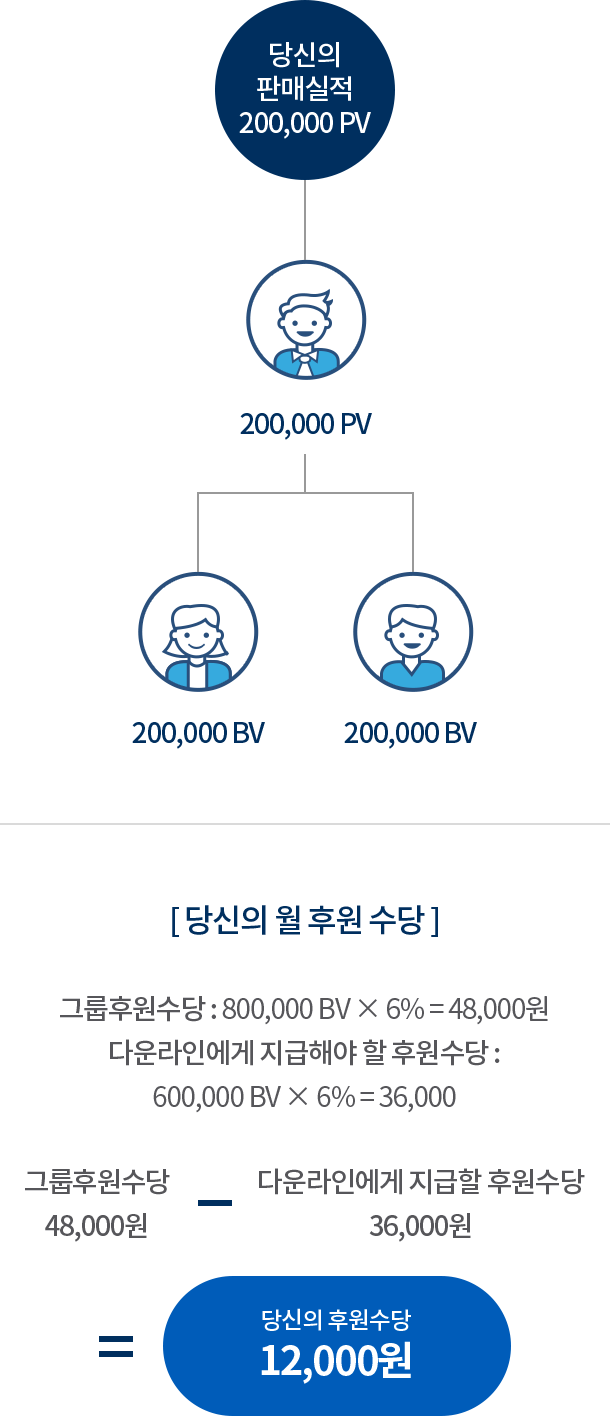 당신의
판매실적
200,000 PV
200,000 PV
200,000 BV
200,000 BV
[ 당신의 월 후원 수당 ]
그룹후원수당 : 800,000 BV × 6% = 48,000원
다운라인에게 지급해야 할 후원수당 :
600,000 BV × 6% = 36,000
그룹후원수당
48,000원
–
다운라인에게 지급할 후원수당
36,000원
=
당신의 후원수당
12,000원